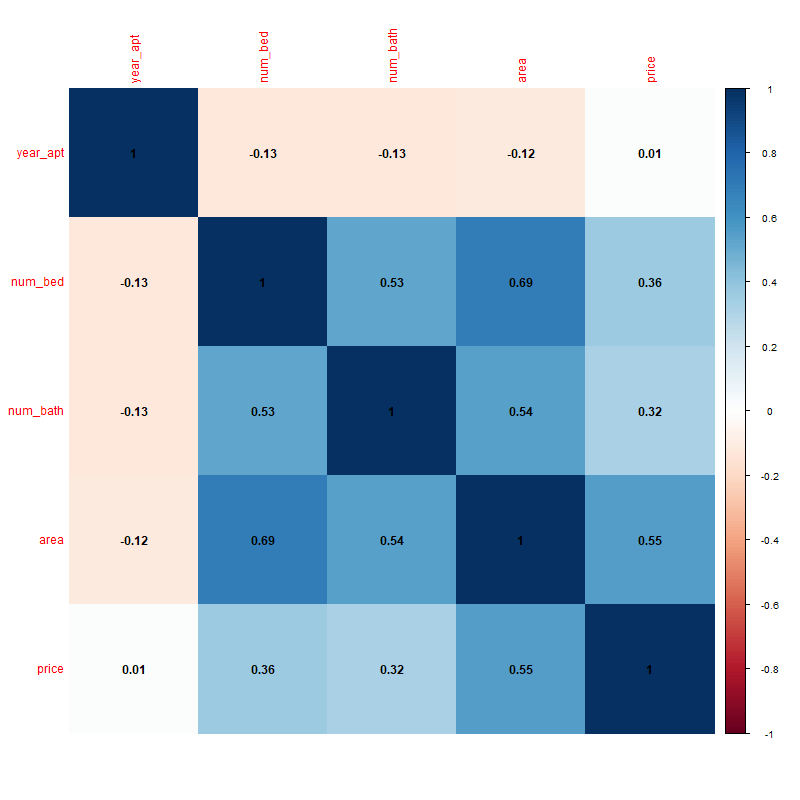 year_apt num_bed num_bath area price
year_apt 1 -0.13 -0.13 -0.12 0.01
num_bed -0.13 1 0.53 0.69 0.36
num_bath -0.13 0.53 1 0.54 0.32
area -0.12 0.69 0.54 1 0.55
price 0.01 0.36 0.32 0.55 1
1
0.8
0.6
0.4
0.2
0
-0.2
-0.4
-0.6
-0.8
-1